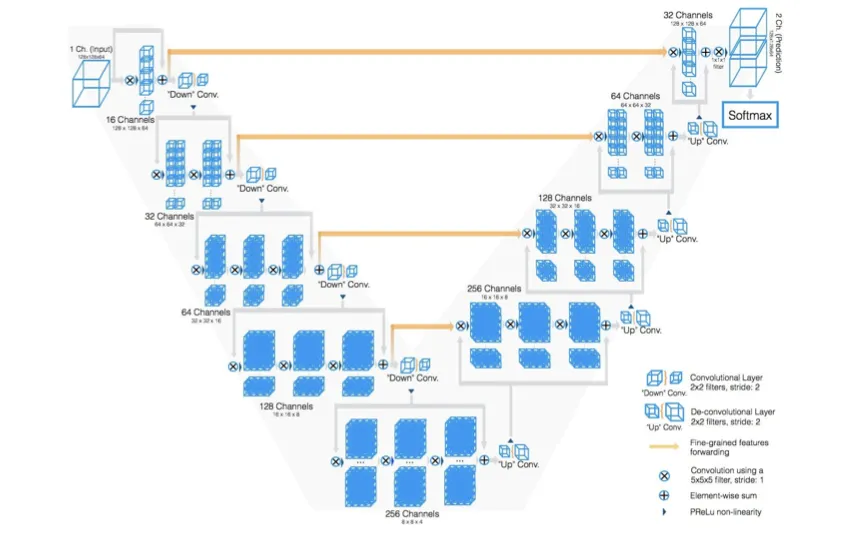 1 Ch. (Input)
128x128x64
"Down" Conv.
16 Channels
128 x 128 x 64
"Down" Conv.
32 Channels
64 x 64 x 32
"Down" Conv.
64 Channels
32 x 32 x 16
"Down" Conv.
128 Channels
16 x 16 x 8
256 Channels
8 x 8 x 4
"Up" Conv.
256 Channels
16 x 16 x 8
"Up" Conv.
128 Channels
32 x 32 x 16
"Up" Conv.
64 Channels
64 x 64 x 32
"Up" Conv.
32 Channels
128 x 128 x 64
1x1x1
filter
2 Ch. (Prediction)
128x128x64
Softmax
"Down" Conv.
Convolutional Layer
2x2 filters, stride: 2
"Up" Conv.
De-convolutional Layer
2x2 filters, stride: 2
Fine-grained features
forwarding
Convolution using a
5x5x5 filter, stride: 1
Element-wise sum
PReLu non-linearity